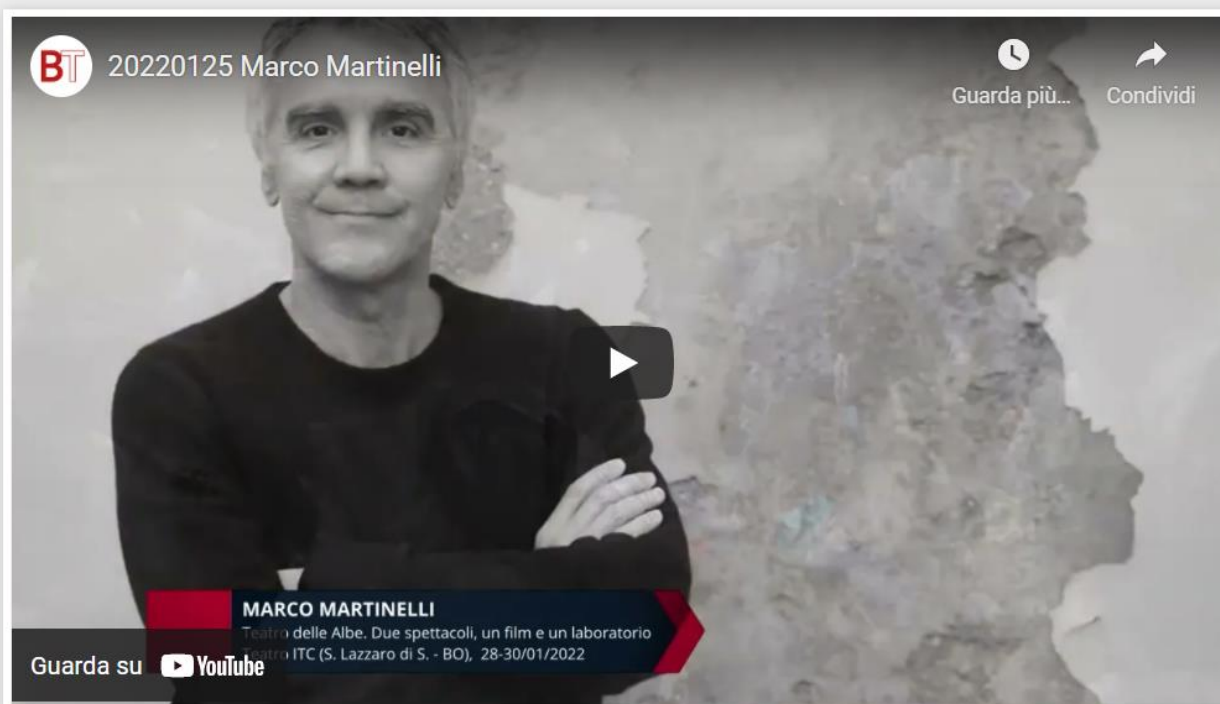 BT
20220125 Marco Martinelli
Guarda più...
Condividi
MARCO MARTINELLI
Teatro delle Albe. Due spettacoli, un film e un laboratorio
Teatro ITC (S. Lazzaro di S. - BO), 28-30/01/2022
Guarda su YouTube